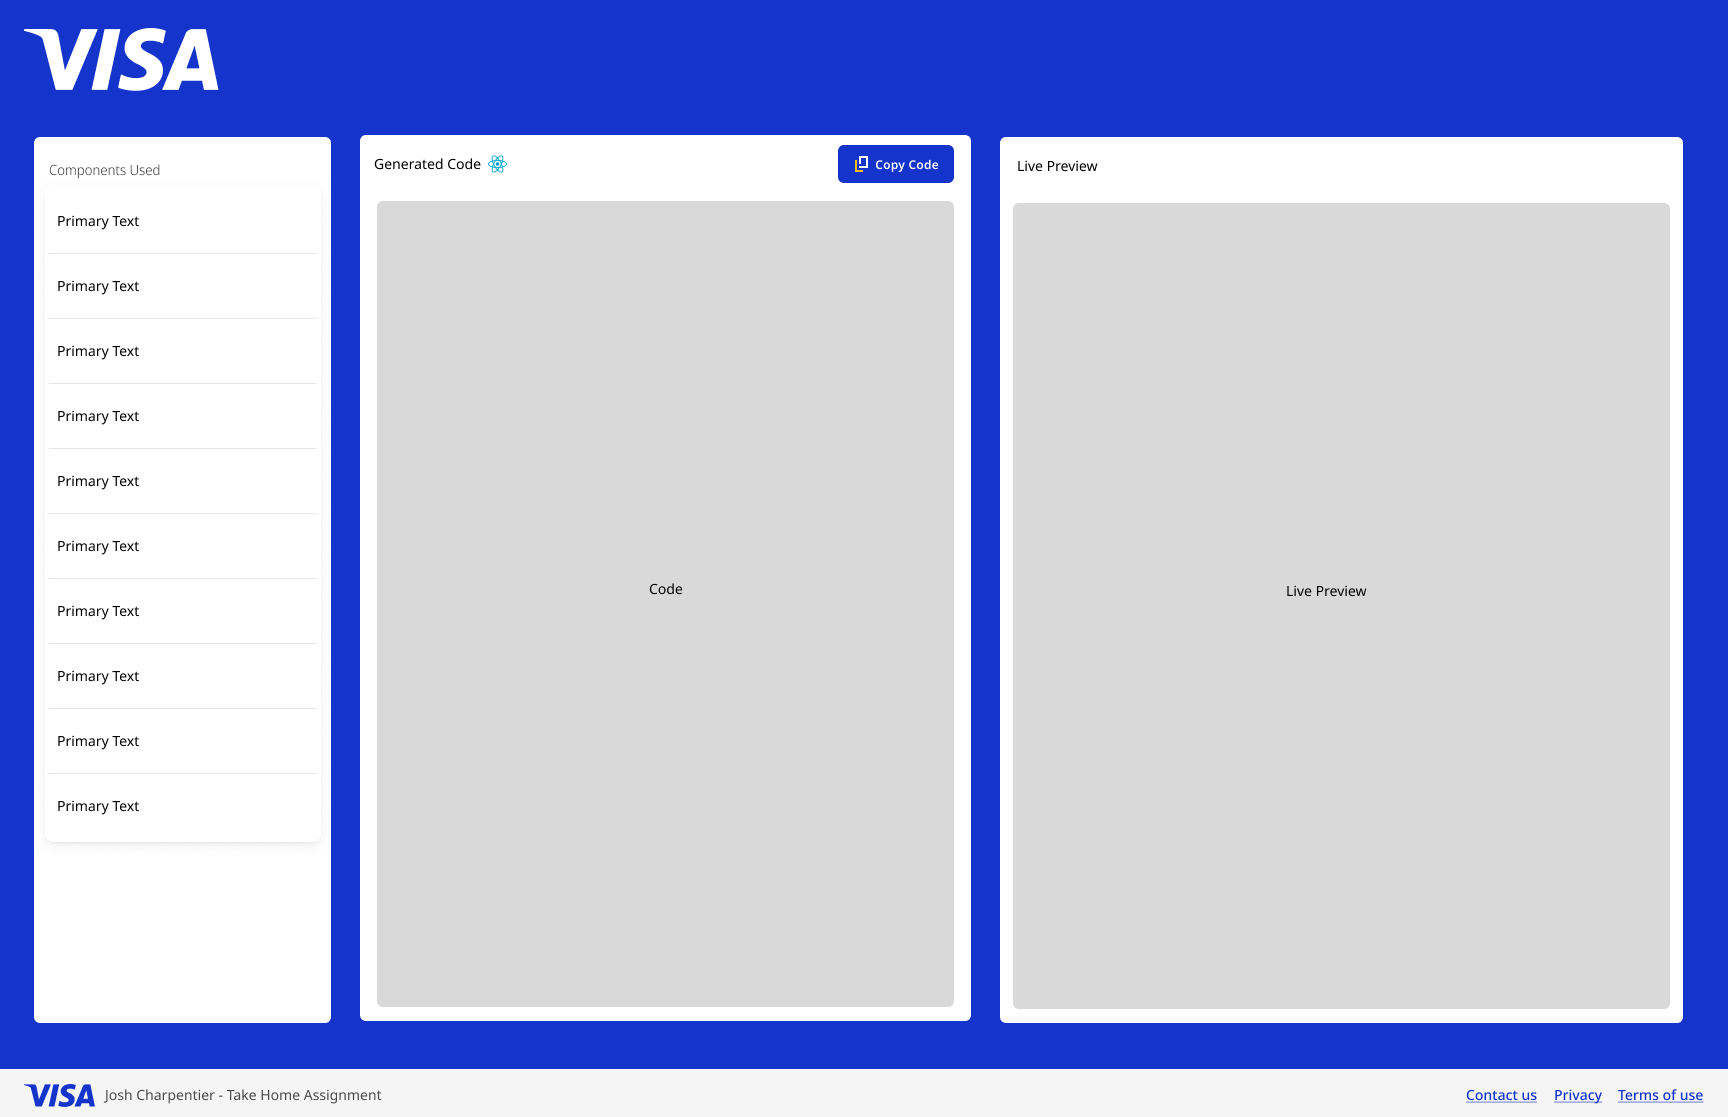 VISA
Components Used
Primary Text
Primary Text
Primary Text
Primary Text
Primary Text
Primary Text
Primary Text
Primary Text
Primary Text
Primary Text
Generated Code
Copy Code
Code
Live Preview
Live Preview
VISA Josh Charpentier - Take Home Assignment
Contact us Privacy Terms of use